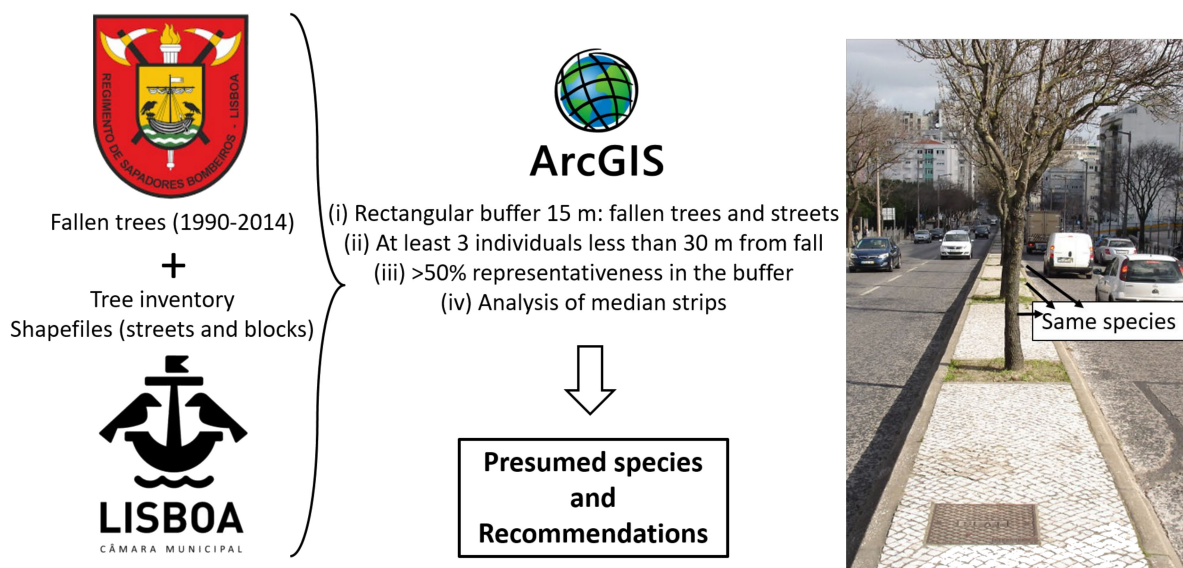 REGIMENTO DE SAPADORES BOMBEIROS - LISBOA
Fallen trees (1990-2014)
+
Tree inventory
Shapefiles (streets and blocks)
LISBOA
CÂMARA MUNICIPAL
ArcGIS
(i) Rectangular buffer 15 m: fallen trees and streets
(ii) At least 3 individuals less than 30 m from fall
(iii) >50% representativeness in the buffer
(iv) Analysis of median strips
Presumed species
and
Recommendations
Same species